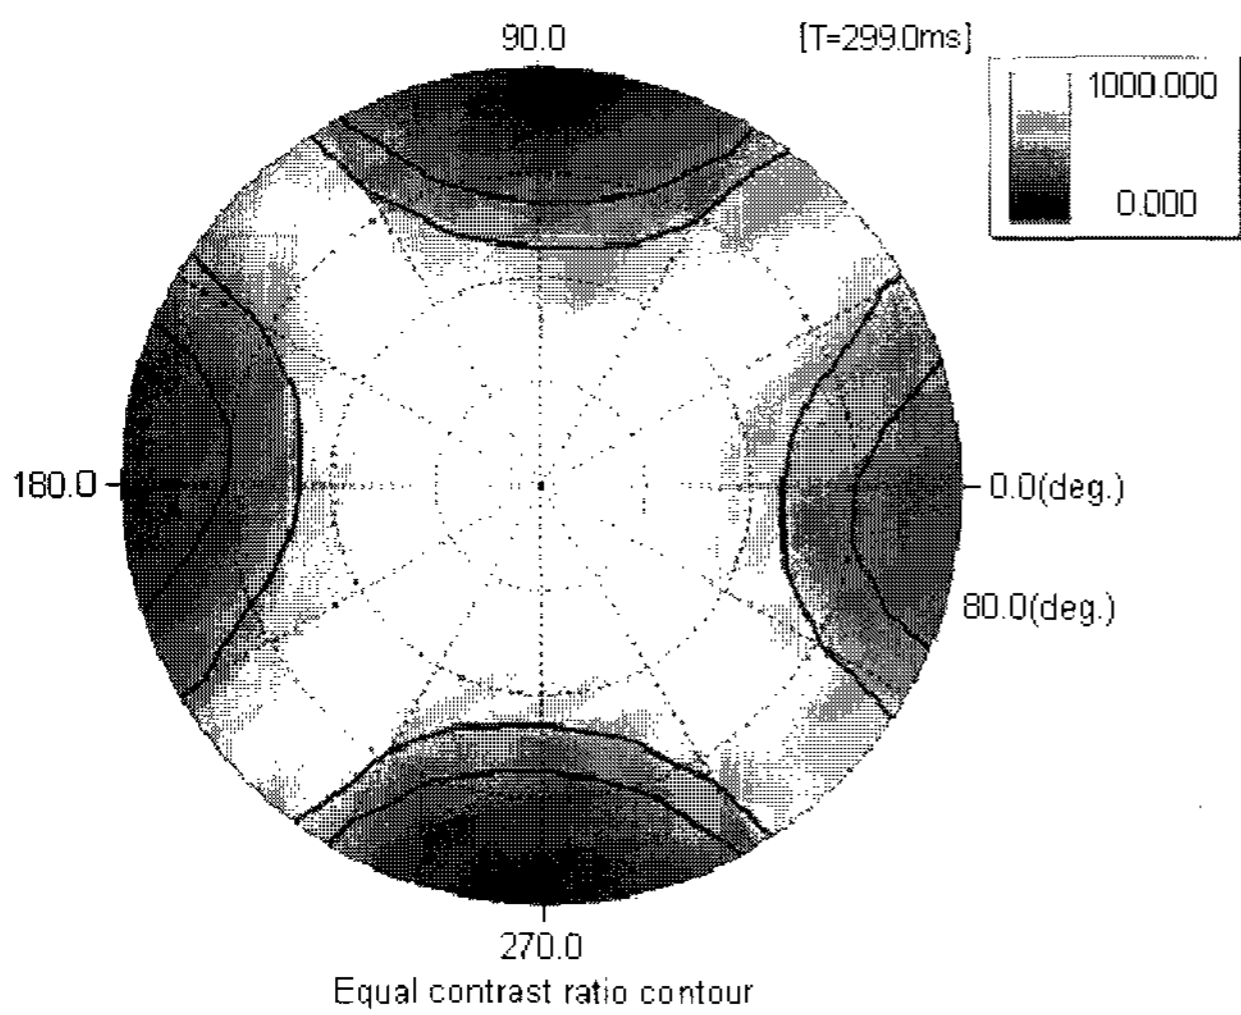 90.0
[T=299.0ms]
1000.000
0.000
180.0
0.0(deg.)
80.0(deg.)
270.0
Equal contrast ratio contour